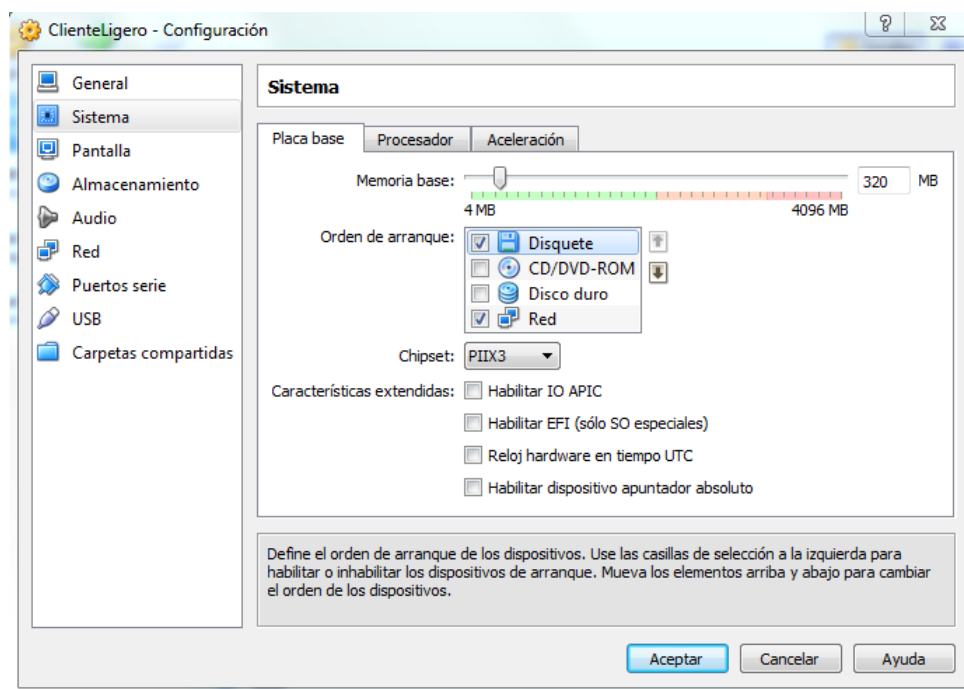 ClienteLigero - Configuración
General
Sistema
Pantalla
Almacenamiento
Audio
Red
Puertos serie
USB
Carpetas compartidas
Sistema
Placa base Procesador Aceleración
Memoria base: 320 MB
4 MB 4096 MB
Orden de arranque: Disquete
CD/DVD-ROM
Disco duro
Red
Chipset: PIIX3
Características extendidas: Habilitar IO APIC
Habilitar EFI (sólo SO especiales)
Reloj hardware en tiempo UTC
Habilitar dispositivo apuntador absoluto
Define el orden de arranque de los dispositivos. Use las casillas de selección a la izquierda para
habilitar o inhabilitar los dispositivos de arranque. Mueva los elementos arriba y abajo para cambiar
el orden de los dispositivos.
Aceptar Cancelar Ayuda